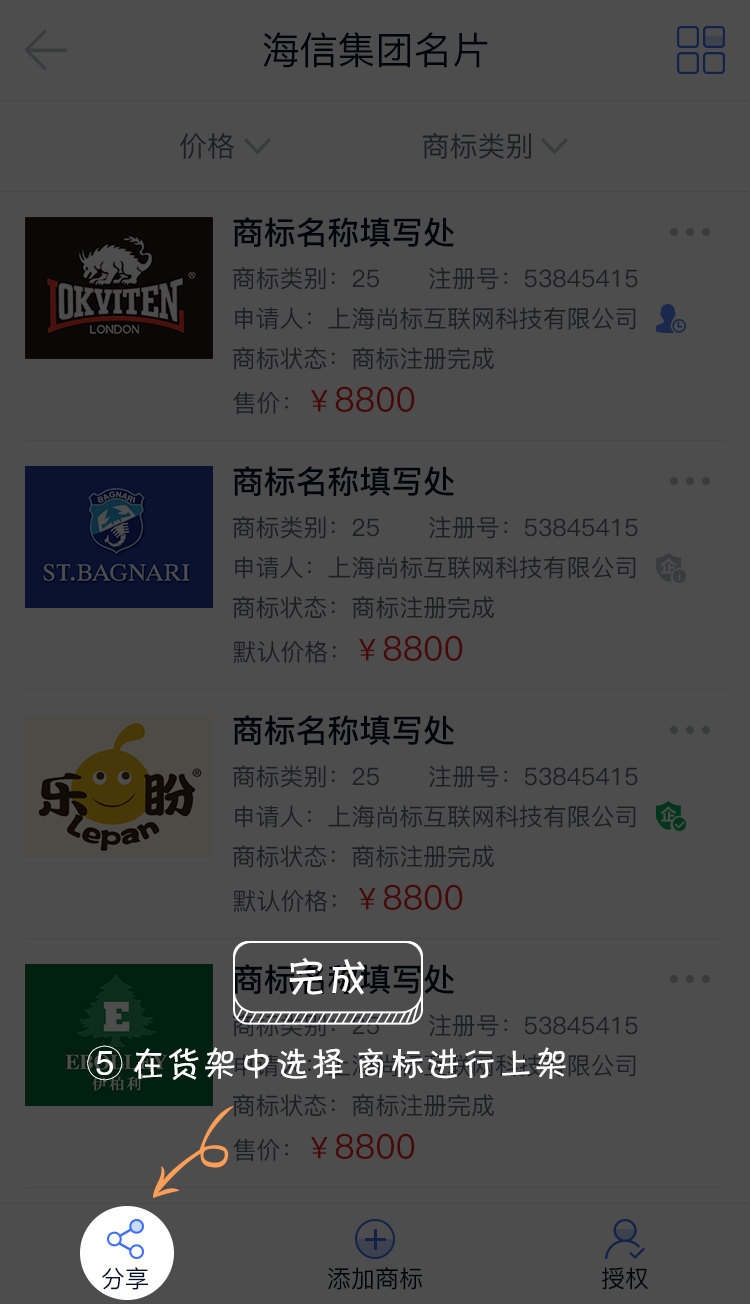 海信集团名片
价格
商标类别
OKVITEN
LONDON
®
商标名称填写处
商标类别：25 注册号：53845415
申请人：上海尚标互联网科技有限公司
商标状态：商标注册完成
售价：￥8800
BAGNARI
ST.BAGNARI
商标名称填写处
商标类别：25 注册号：53845415
申请人：上海尚标互联网科技有限公司
企
商标状态：商标注册完成
默认价格：￥8800
乐盼®
Lepan
商标名称填写处
商标类别：25 注册号：53845415
申请人：上海尚标互联网科技有限公司
企
商标状态：商标注册完成
默认价格：￥8800
E
伊柏利
商标名称填写处
完成
商标类别：25 注册号：53845415
申请人：上海尚标互联网科技有限公司
⑤ 在货架中选择 商标进行上架
商标状态：商标注册完成
售价：￥8800
分享
添加商标
授权